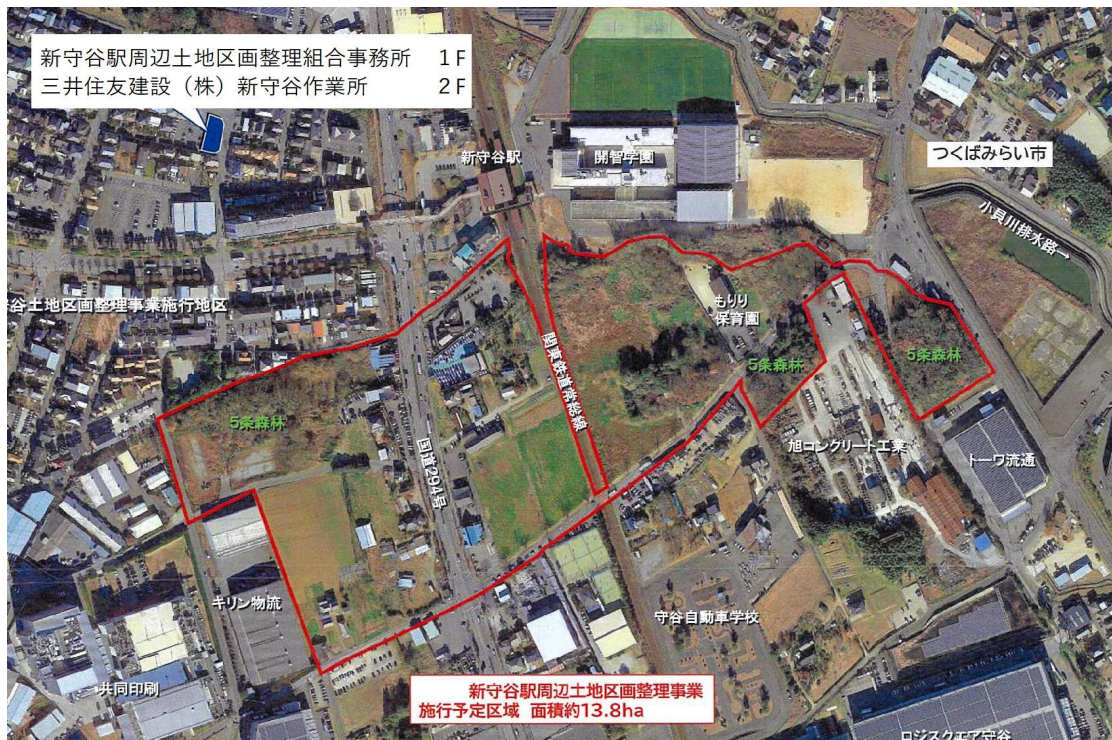 新守谷駅周辺土地区画整理組合事務所　1F
三井住友建設（株）新守谷作業所　2F
新守谷駅
開智学園
つくばみらい市
小貝川排水路→
谷土地区画整理事業施行地区
もりり
保育園
関東鉄道常総線
5条森林
5条森林
5条森林
国道294号
旭コンクリート工業
トーワ流通
キリン物流
守谷自動車学校
共同印刷
新守谷駅周辺土地区画整理事業
施行予定区域　面積約13.8ha
ロジスクエア守谷